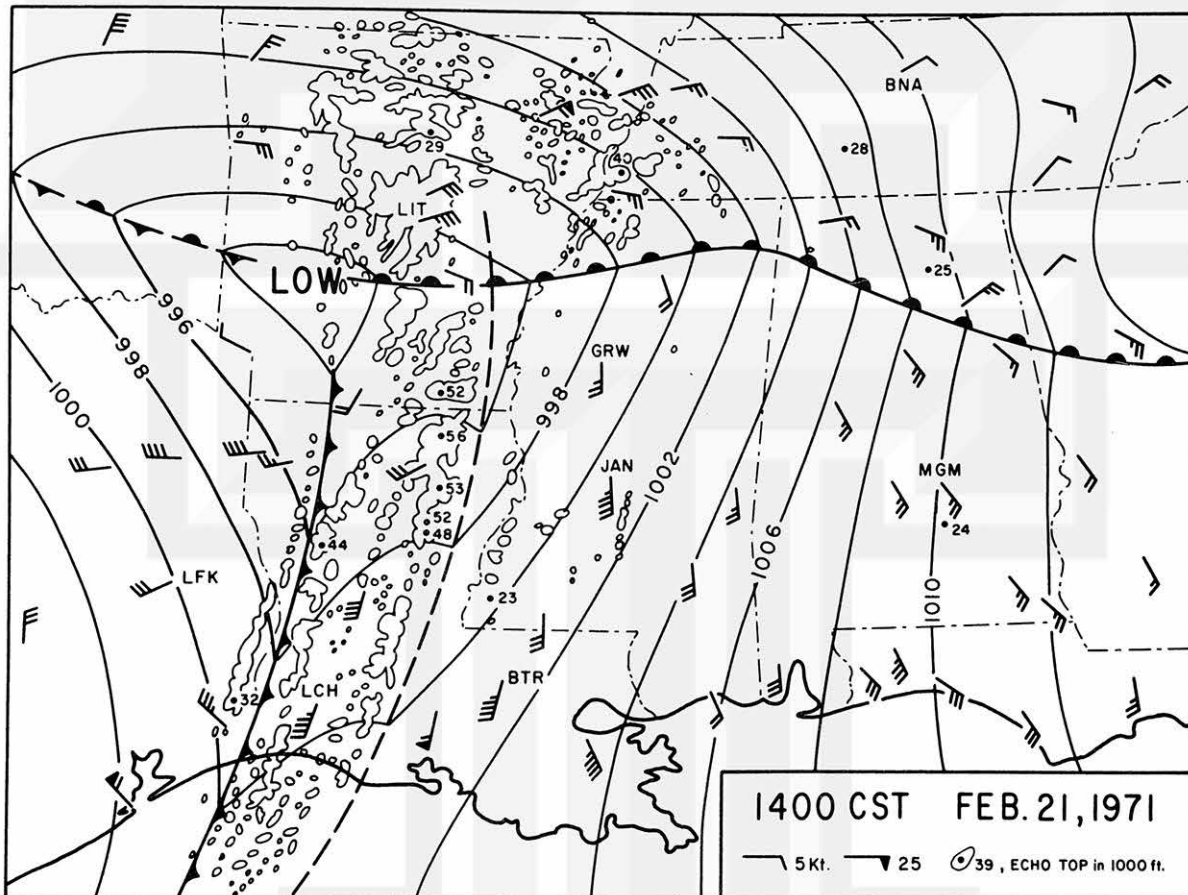 BNA
28
29
40
LIT
25
LOW
996
998
1000
GRW
52
998
56
JAN
1002
MGM
53
52
48
24
44
1006
LFK
23
1010
LCH
BTR
32
1400 CST FEB. 21, 1971
5 Kt. 25 39, ECHO TOP in 1000 ft.